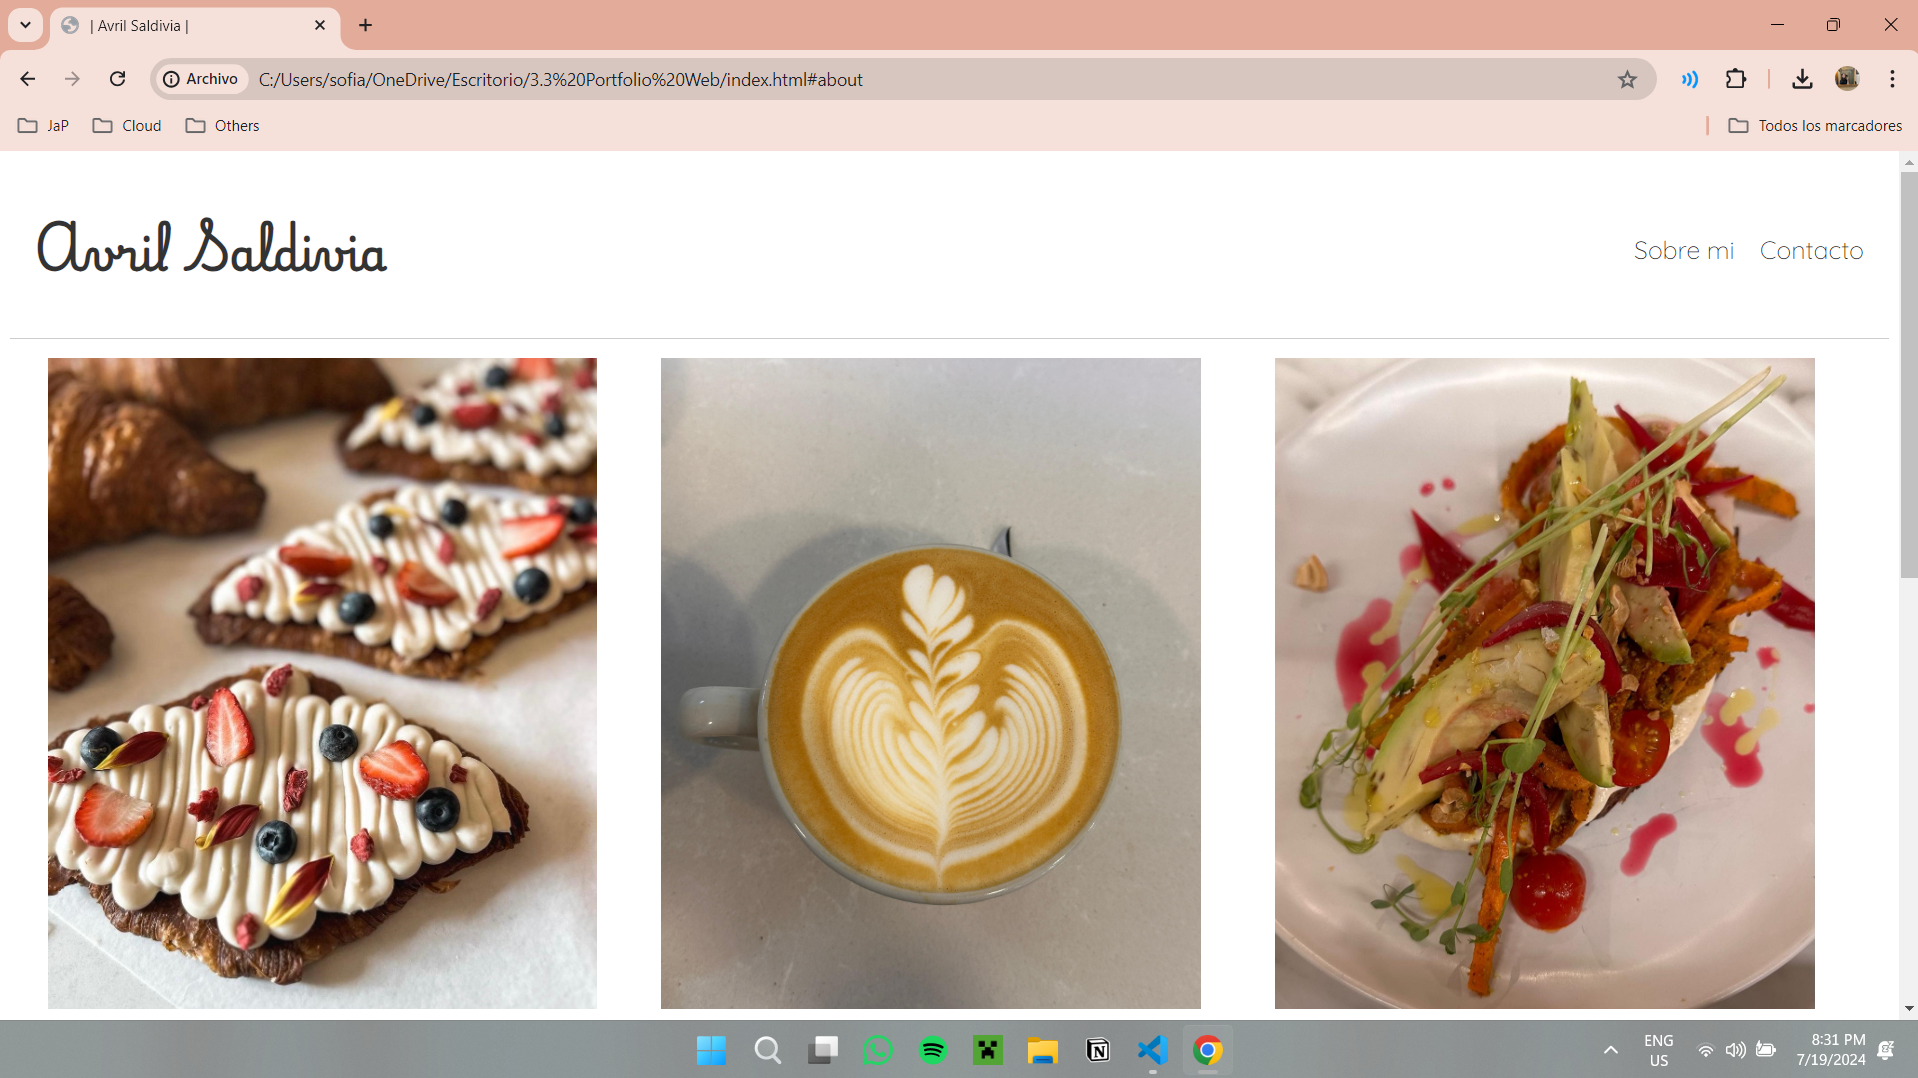 | Avril Saldivia |
Archivo
C:/Users/sofia/OneDrive/Escritorio/3.3%20Portfolio%20Web/index.html#about
JaP
Cloud
Others
Todos los marcadores
Avril Saldivia
Sobre mi
Contacto
ENG
US
8:31 PM
7/19/2024